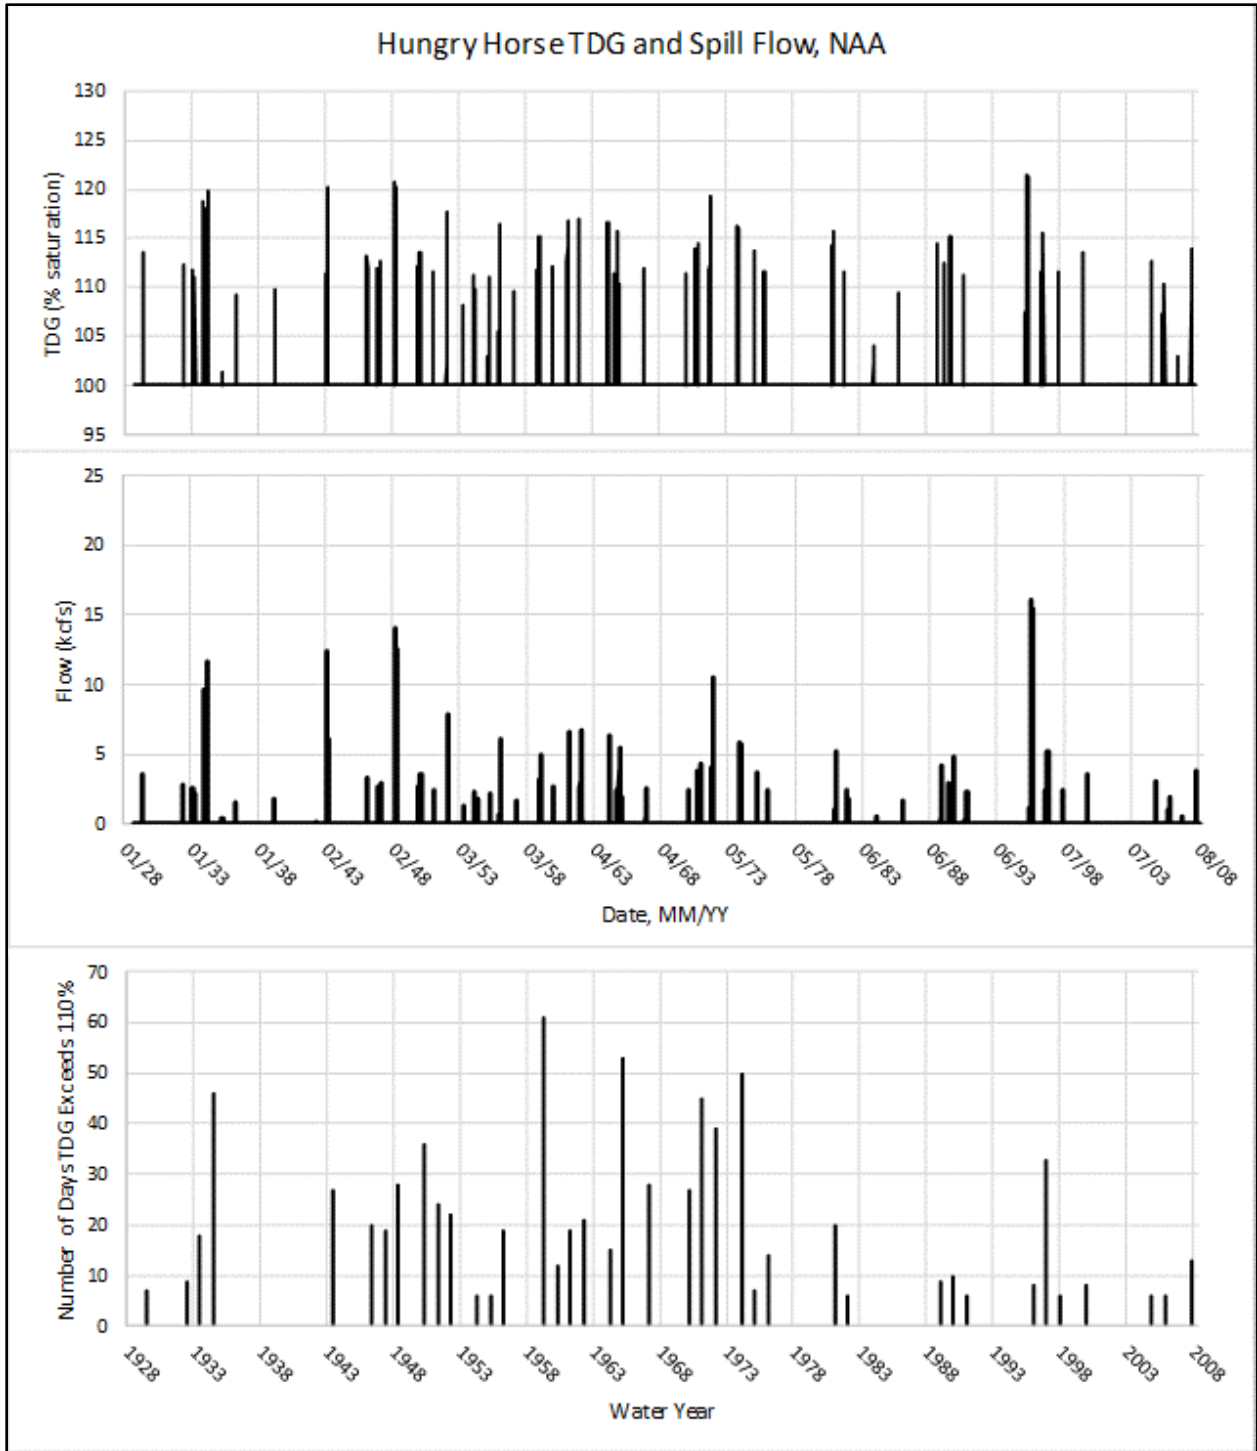 Hungry Horse TDG and Spill Flow, NAA
TDG (% saturation)
130
125
120
115
110
105
100
95
Flow (kcfs)
25
20
15
10
5
0
01/28 01/33 01/38 02/43 02/48 03/53 03/58 04/63 04/68 05/73 05/78 06/83 06/88 06/93 07/98 07/03 08/08
Date, MM/YY
Number of Days TDG Exceeds 110%
70
60
50
40
30
20
10
0
1928 1933 1938 1943 1948 1953 1958 1963 1968 1973 1978 1983 1988 1993 1998 2003 2008
Water Year